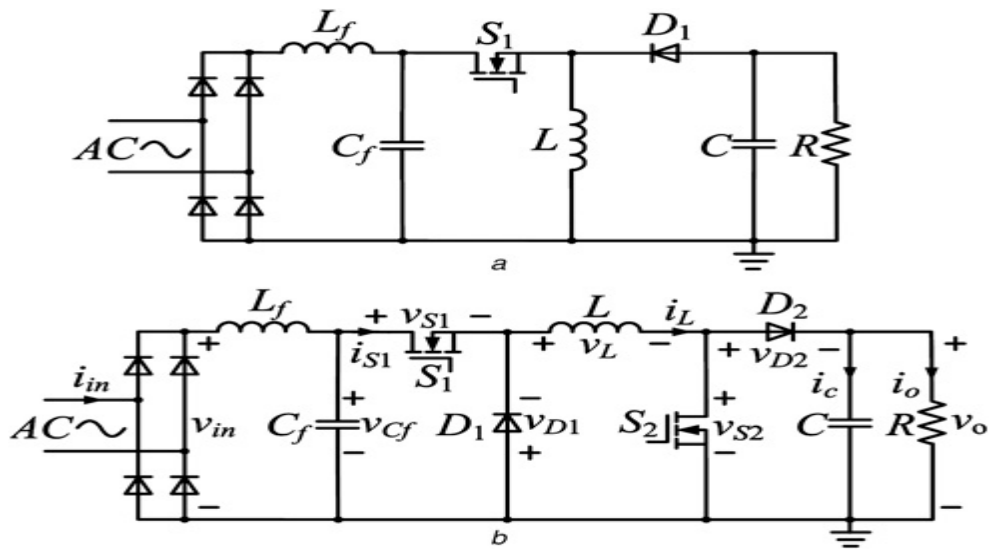 L_f S_1 D_1
AC C_f L C R
a
L_f + v_S1 − L i_L D_2
+ i_S1 S_1 + v_L − + v_D2 − +
i_in + − + i_c i_o
AC v_in C_f v_Cf D_1 v_D1 S_2 v_S2 C R v_o
− + −
− −
b